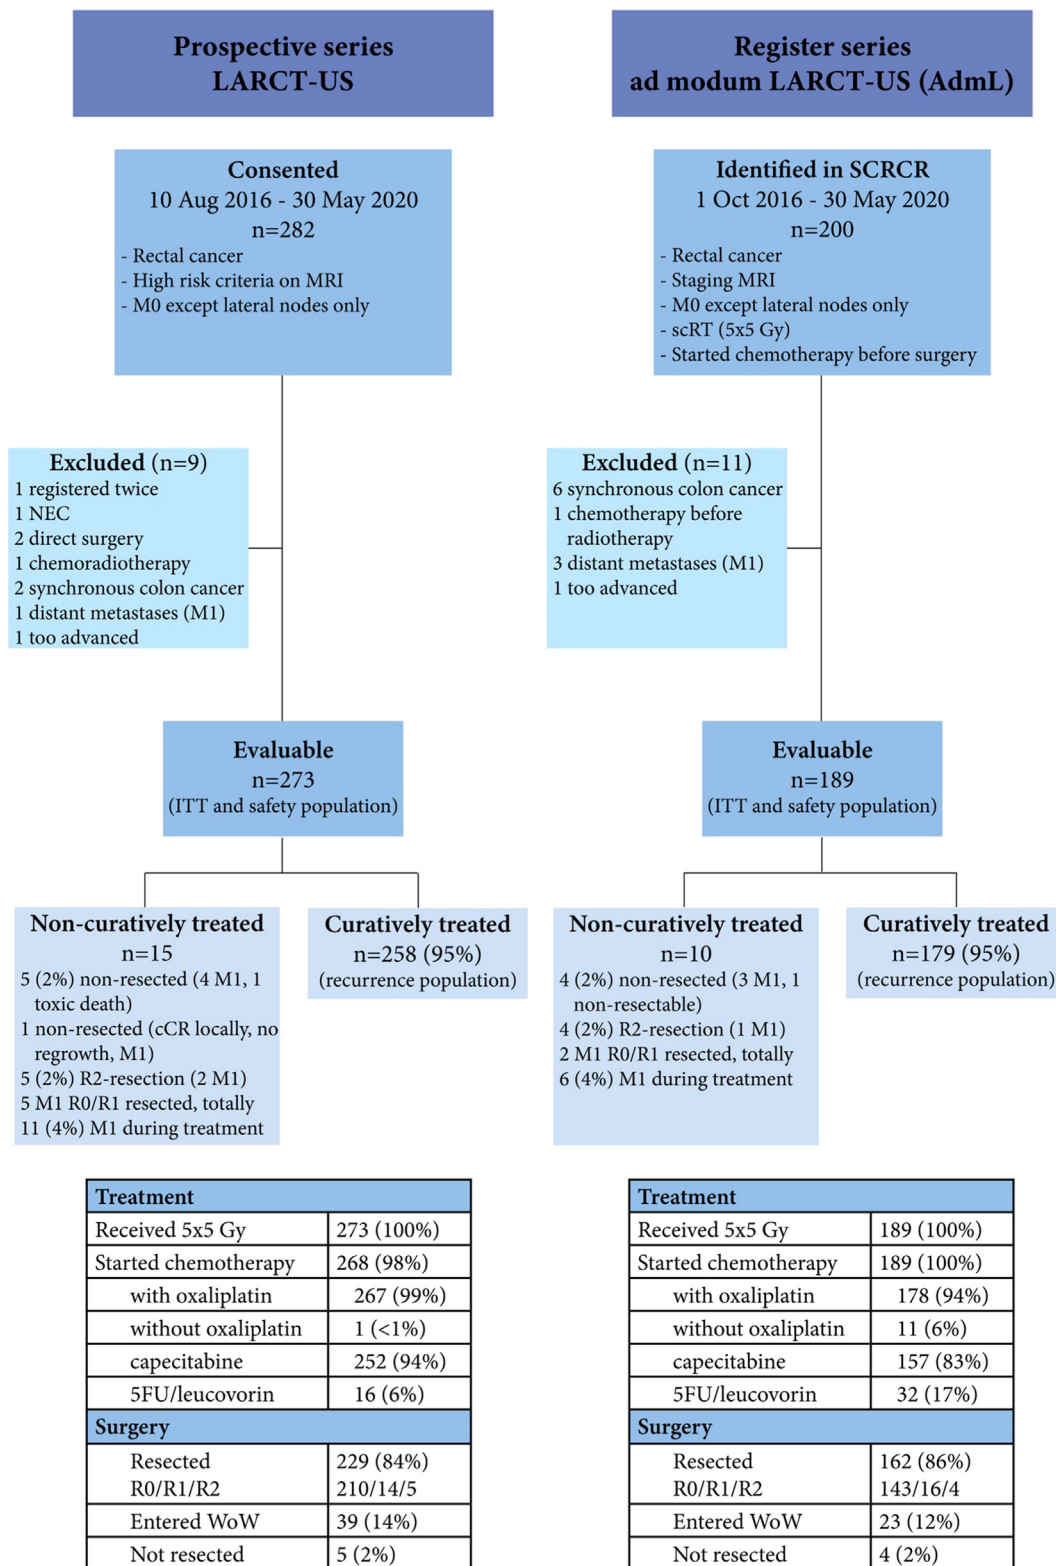 Prospective series
LARCT-US
Consented
10 Aug 2016 - 30 May 2020
n=282
- Rectal cancer
- High risk criteria on MRI
- M0 except lateral nodes only
Excluded (n=9)
1 registered twice
1 NEC
2 direct surgery
1 chemoradiotherapy
2 synchronous colon cancer
1 distant metastases (M1)
1 too advanced
Evaluable
n=273
(ITT and safety population)
Non-curatively treated
n=15
5 (2%) non-resected (4 M1, 1
toxic death)
1 non-resected (cCR locally, no
regrowth, M1)
5 (2%) R2-resection (2 M1)
5 M1 R0/R1 resected, totally
11 (4%) M1 during treatment
Curatively treated
n=258 (95%)
(recurrence population)
Treatment
Received 5x5 Gy 273 (100%)
Started chemotherapy 268 (98%)
with oxaliplatin 267 (99%)
without oxaliplatin 1 (<1%)
capecitabine 252 (94%)
5FU/leucovorin 16 (6%)
Surgery
Resected 229 (84%)
R0/R1/R2 210/14/5
Entered WoW 39 (14%)
Not resected 5 (2%)
Register series
ad modum LARCT-US (AdmL)
Identified in SCRCR
1 Oct 2016 - 30 May 2020
n=200
- Rectal cancer
- Staging MRI
- M0 except lateral nodes only
- scRT (5x5 Gy)
- Started chemotherapy before surgery
Excluded (n=11)
6 synchronous colon cancer
1 chemotherapy before
radiotherapy
3 distant metastases (M1)
1 too advanced
Evaluable
n=189
(ITT and safety population)
Non-curatively treated
n=10
4 (2%) non-resected (3 M1, 1
non-resectable)
4 (2%) R2-resection (1 M1)
2 M1 R0/R1 resected, totally
6 (4%) M1 during treatment
Curatively treated
n=179 (95%)
(recurrence population)
Treatment
Received 5x5 Gy 189 (100%)
Started chemotherapy 189 (100%)
with oxaliplatin 178 (94%)
without oxaliplatin 11 (6%)
capecitabine 157 (83%)
5FU/leucovorin 32 (17%)
Surgery
Resected 162 (86%)
R0/R1/R2 143/16/4
Entered WoW 23 (12%)
Not resected 4 (2%)